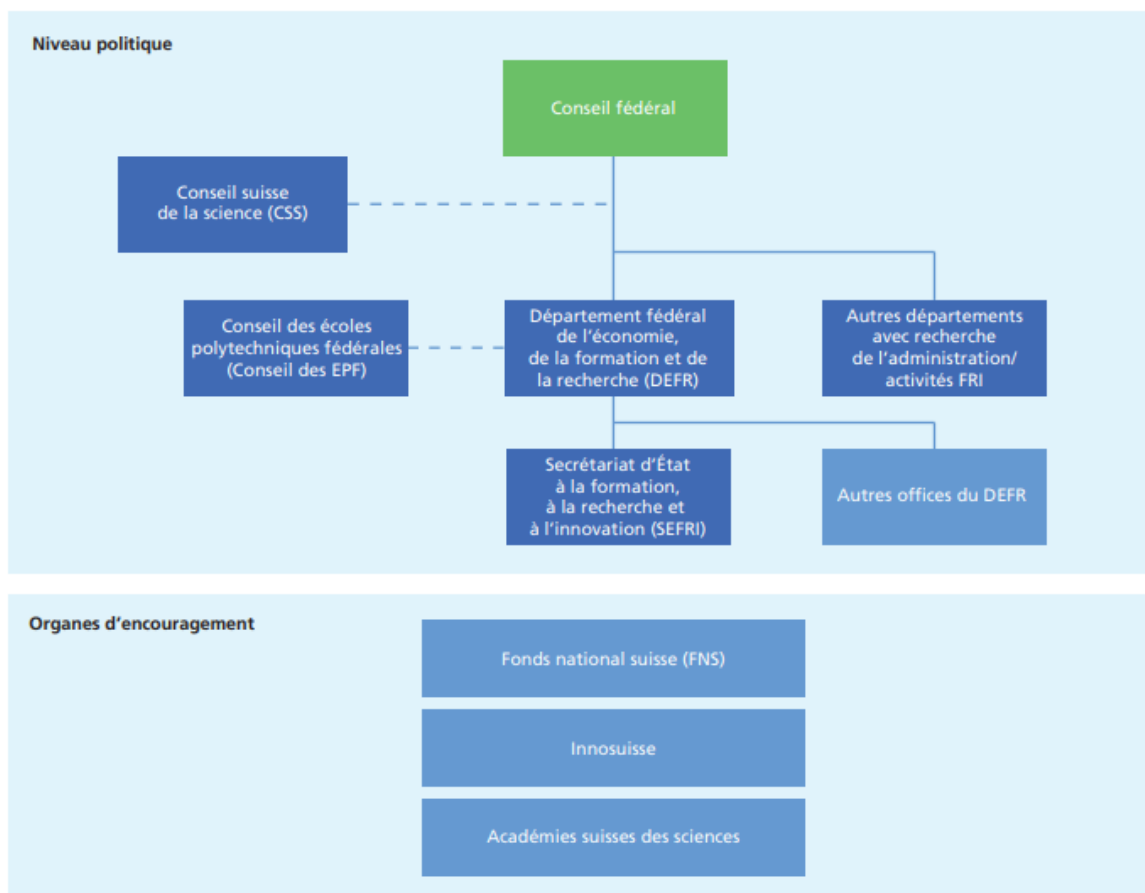 Niveau politique
Conseil fédéral
Conseil suisse
de la science (CSS)
Conseil des écoles
polytechniques fédérales
(Conseil des EPF)
Département fédéral
de l’économie,
de la formation et de
la recherche (DEFR)
Autres départements
avec recherche
de l’administration/
activités FRI
Secrétariat d’État
à la formation,
à la recherche et
à l’innovation (SEFRI)
Autres offices du DEFR
Organes d’encouragement
Fonds national suisse (FNS)
Innosuisse
Académies suisses des sciences